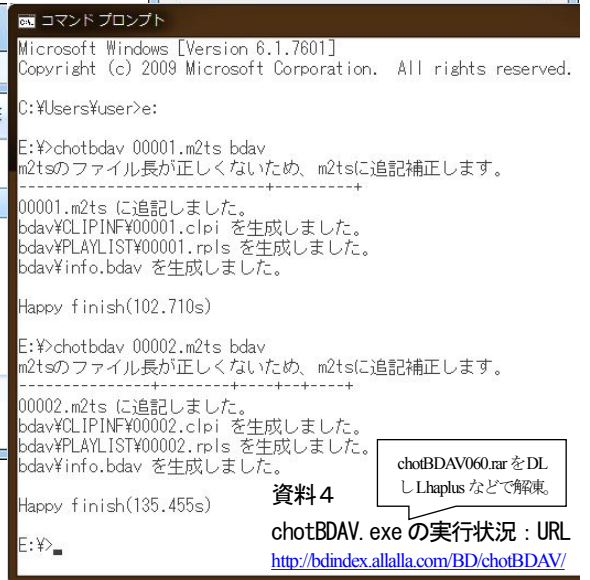 コマンド プロンプト
Microsoft Windows [Version 6.1.7601]
Copyright (c) 2009 Microsoft Corporation.  All rights reserved.
C:¥Users¥user>e:
E:¥>chotbdav 00001.m2ts bdav
m2tsのファイル長が正しくないため、m2tsに追記補正します。
---------------------------+---------+
00001.m2ts に追記しました。
bdav¥CLIPINF¥00001.clpi を生成しました。
bdav¥PLAYLIST¥00001.rpls を生成しました。
bdav¥info.bdav を生成しました。
Happy finish(102.710s)
E:¥>chotbdav 00002.m2ts bdav
m2tsのファイル長が正しくないため、m2tsに追記補正します。
---------------+--------+----+--+----+
00002.m2ts に追記しました。
bdav¥CLIPINF¥00002.clpi を生成しました。
bdav¥PLAYLIST¥00002.rpls を生成しました。
bdav¥info.bdav を生成しました。
Happy finish(135.455s)
E:¥>_
chotBDAV060.rar をDL
し Lhaplus などで解凍。
資料４
chotBDAV.exe の実行状況：URL
http://bdindex.allalla.com/BD/chotBDAV/